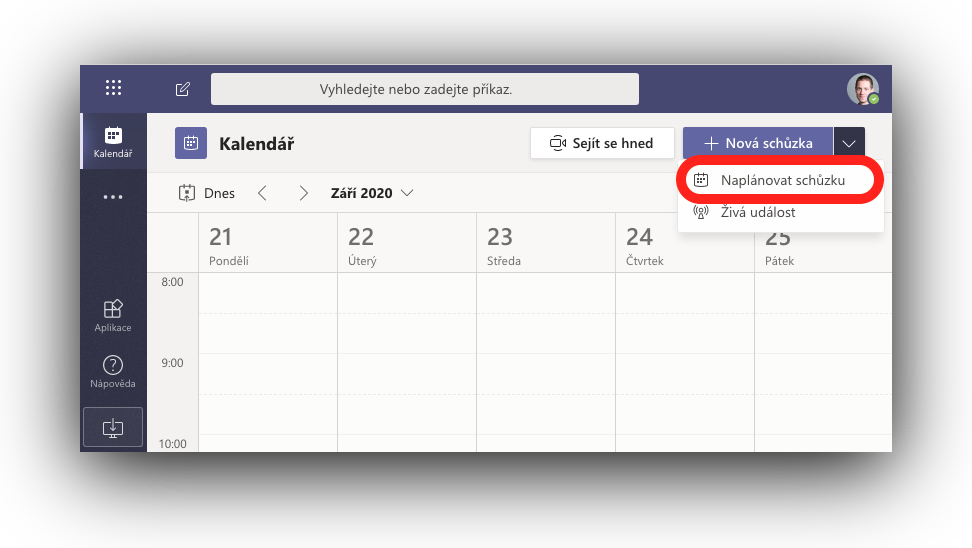 Vyhledejte nebo zadejte příkaz.
Kalendář
Kalendář
Sejít se hned
Nová schůzka
Naplánovat schůzku
Živá událost
Dnes
Září 2020
21
Pondělí
22
Úterý
23
Středa
24
Čtvrtek
25
Pátek
8:00
9:00
10:00
Aplikace
Nápověda